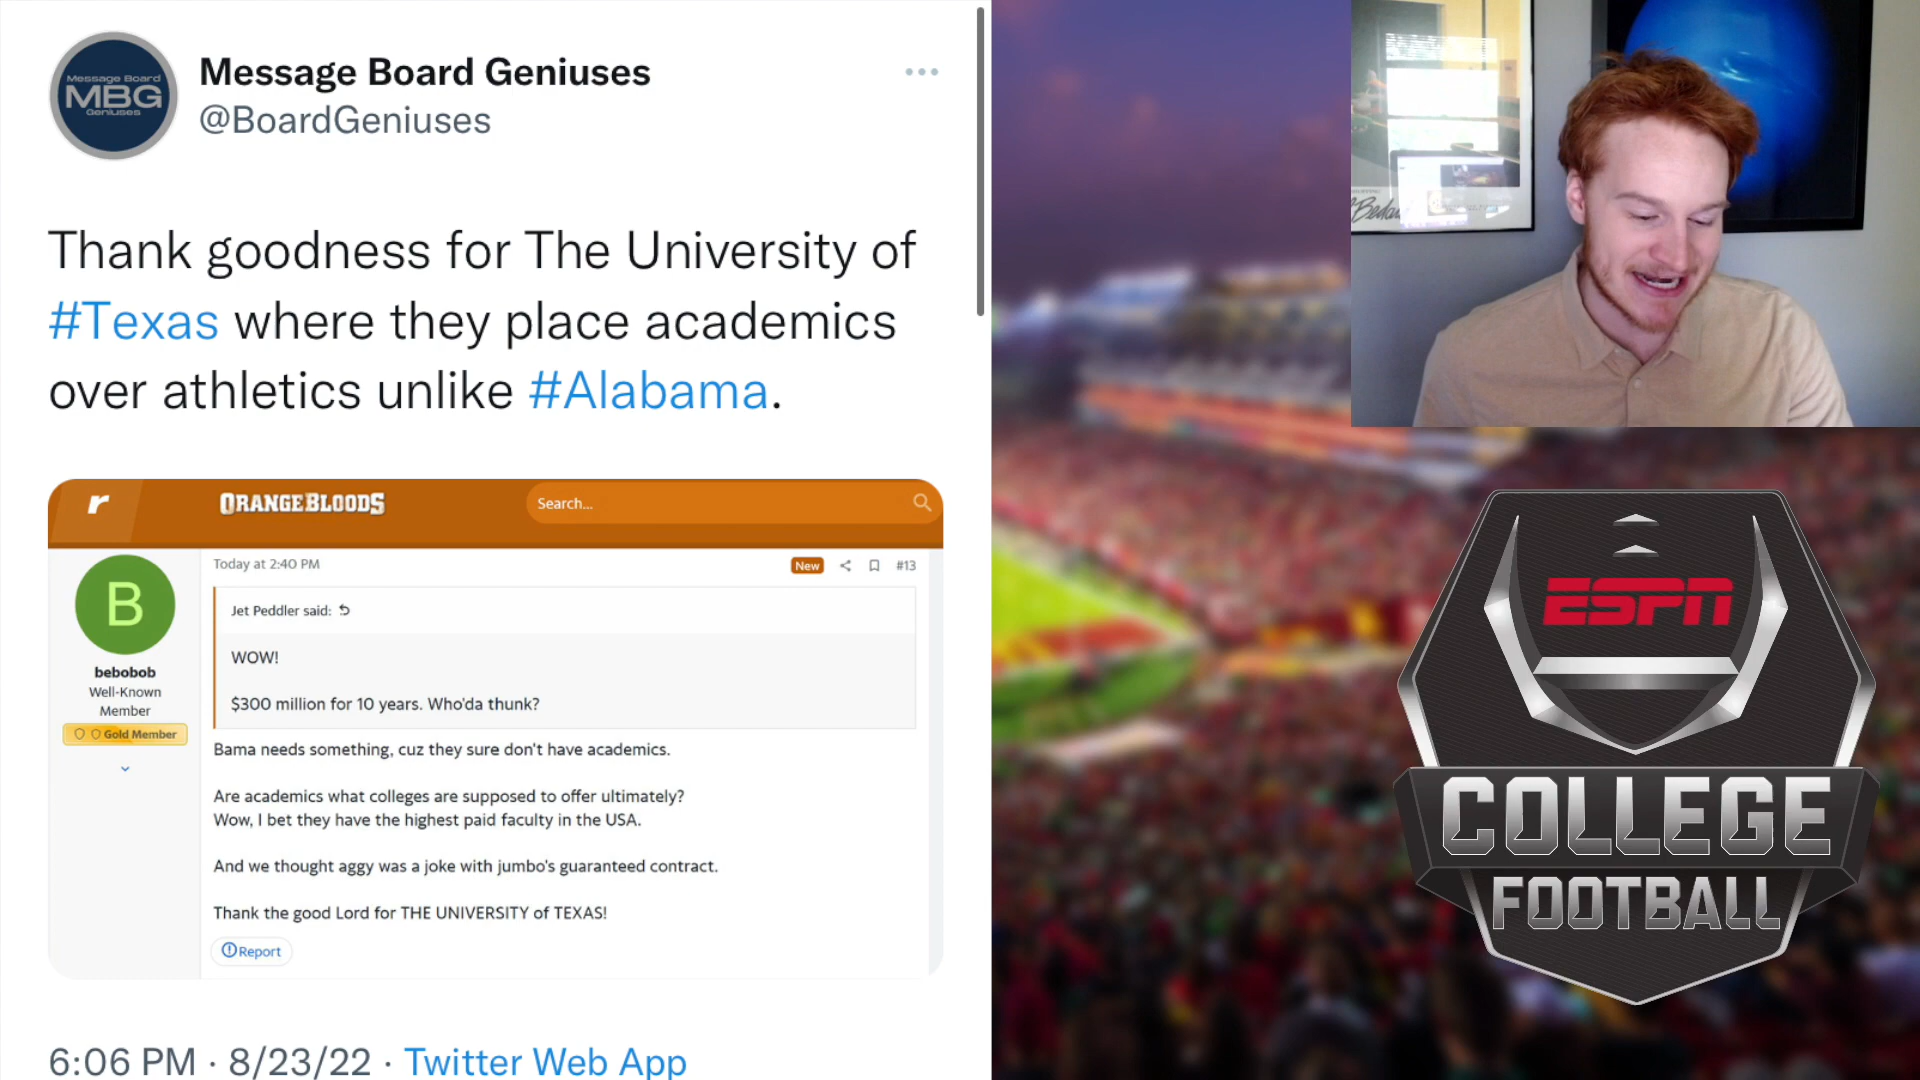 Message Board
MBG
Geniuses
Message Board Geniuses
@BoardGeniuses
Thank goodness for The University of
#Texas where they place academics
over athletics unlike #Alabama.
r
ORANGEBLOODS
Search...
B
bebobob
Well-Known
Member
Gold Member
Today at 2:40 PM
New
#13
Jet Peddler said:
WOW!
$300 million for 10 years. Who'da thunk?
Bama needs something, cuz they sure don't have academics.
Are academics what colleges are supposed to offer ultimately?
Wow, I bet they have the highest paid faculty in the USA.
And we thought aggy was a joke with jumbo's guaranteed contract.
Thank the good Lord for THE UNIVERSITY of TEXAS!
Report
6:06 PM · 8/23/22 · Twitter Web App
ESPN
COLLEGE
FOOTBALL